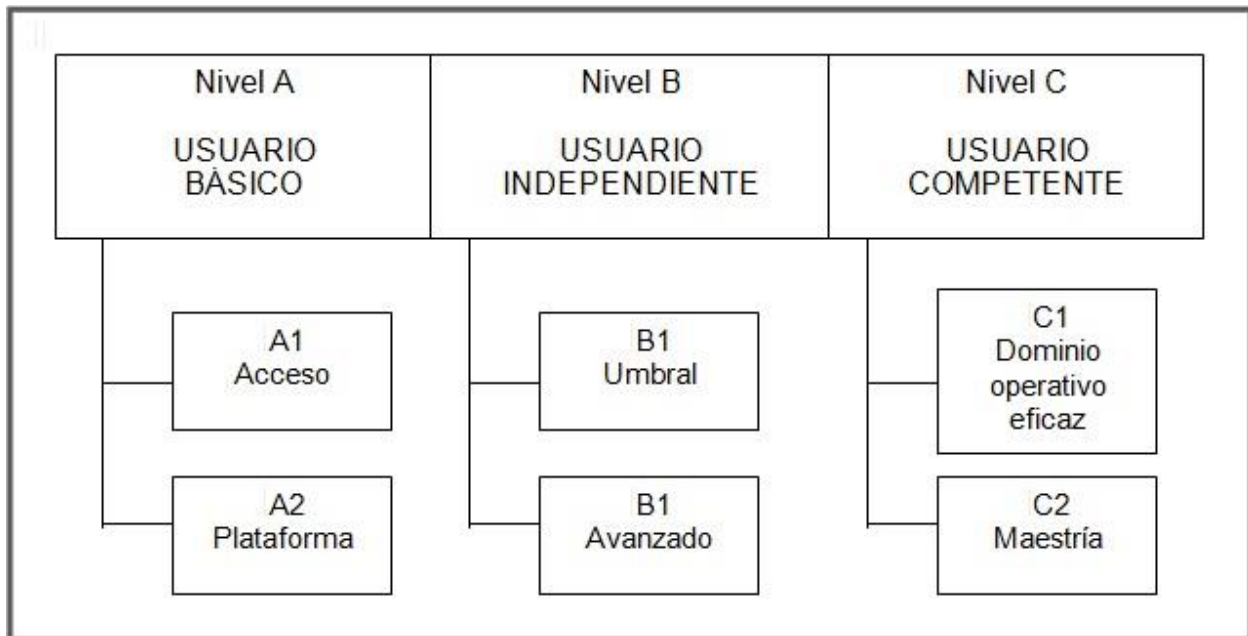 Nivel A
USUARIO
BÀSICO
Nivel B
USUARIO
INDEPENDIENTE
Nivel C
USUARIO
COMPETENTE
A1
Acceso
A2
Plataforma
B1
Umbral
B1
Avanzado
C1
Dominio
operativo
eficaz
C2
Maestría